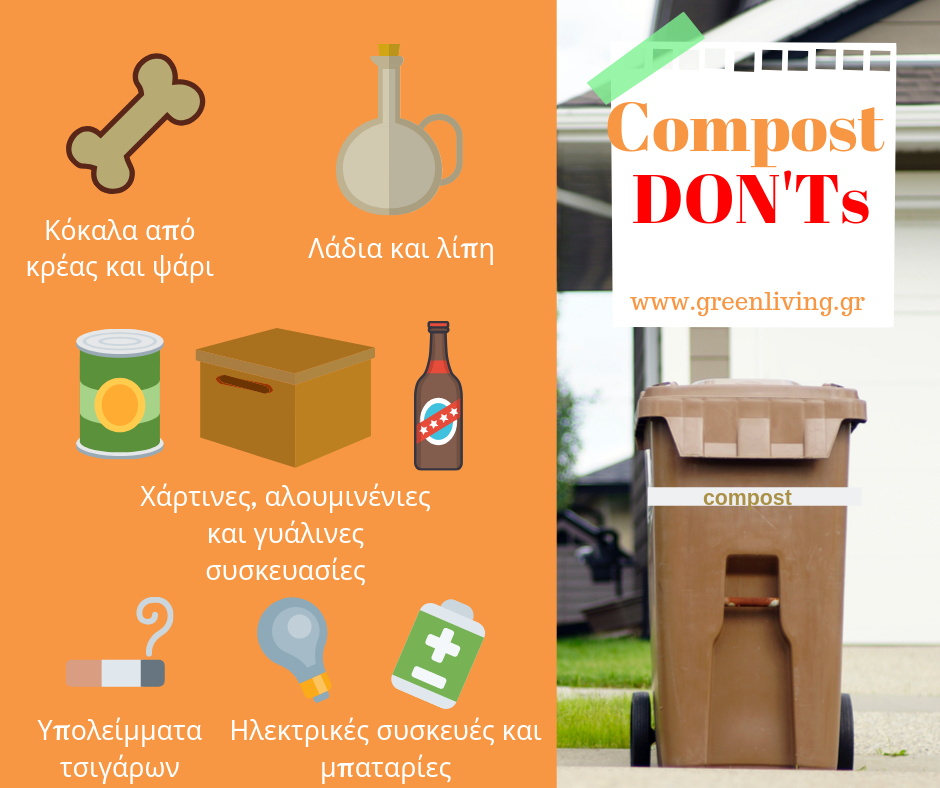 Compost
DON'Ts
www.greenliving.gr
Κόκαλα από
κρέας και ψάρι
Λάδια και λίπη
Χάρτινες, αλουμινένιες
και γυάλινες
συσκευασίες
Υπολείμματα
τσιγάρων
Ηλεκτρικές συσκευές και
μπαταρίες
compost